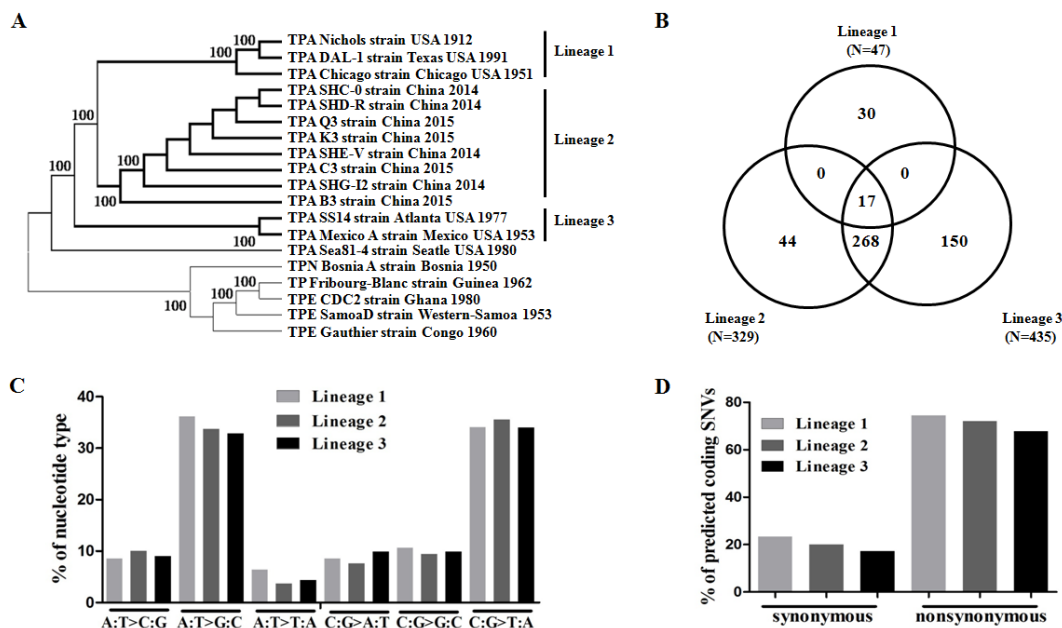 A
100
100
TPA Nichols strain USA 1912
TPA DAL-1 strain Texas USA 1991
TPA Chicago strain Chicago USA 1951
Lineage 1
100
100
100
TPA SHC-0 strain China 2014
TPA SHD-R strain China 2014
TPA Q3 strain China 2015
TPA K3 strain China 2015
TPA SHE-V strain China 2014
TPA C3 strain China 2015
TPA SHG-I2 strain China 2014
TPA B3 strain China 2015
Lineage 2
100
100
TPA SS14 strain Atlanta USA 1977
TPA Mexico A strain Mexico USA 1953
Lineage 3
100
TPA Sea81-4 strain Seatle USA 1980
TPN Bosnia A strain Bosnia 1950
100
TP Fribourg-Blanc strain Guinea 1962
100
TPE CDC2 strain Ghana 1980
100
TPE SamoaD strain Western-Samoa 1953
TPE Gauthier strain Congo 1960
B
Lineage 1
(N=47)
30
0
0
17
44
268
150
Lineage 2
(N=329)
Lineage 3
(N=435)
C
% of nucleotide type
40
30
20
10
0
Lineage 1
Lineage 2
Lineage 3
A:T>C:G
A:T>G:C
A:T>T:A
C:G>A:T
C:G>G:C
C:G>T:A
D
% of predicted coding SNVs
80
60
40
20
0
Lineage 1
Lineage 2
Lineage 3
synonymous
nonsynonymous